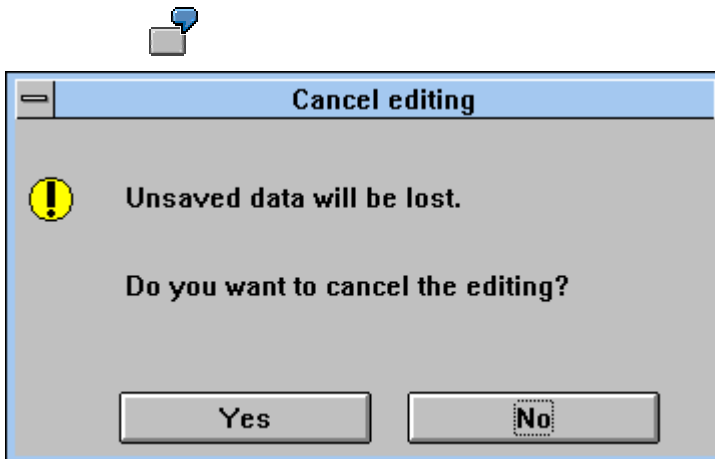 Cancel editing
Unsaved data will be lost.
Do you want to cancel the editing?
Yes No